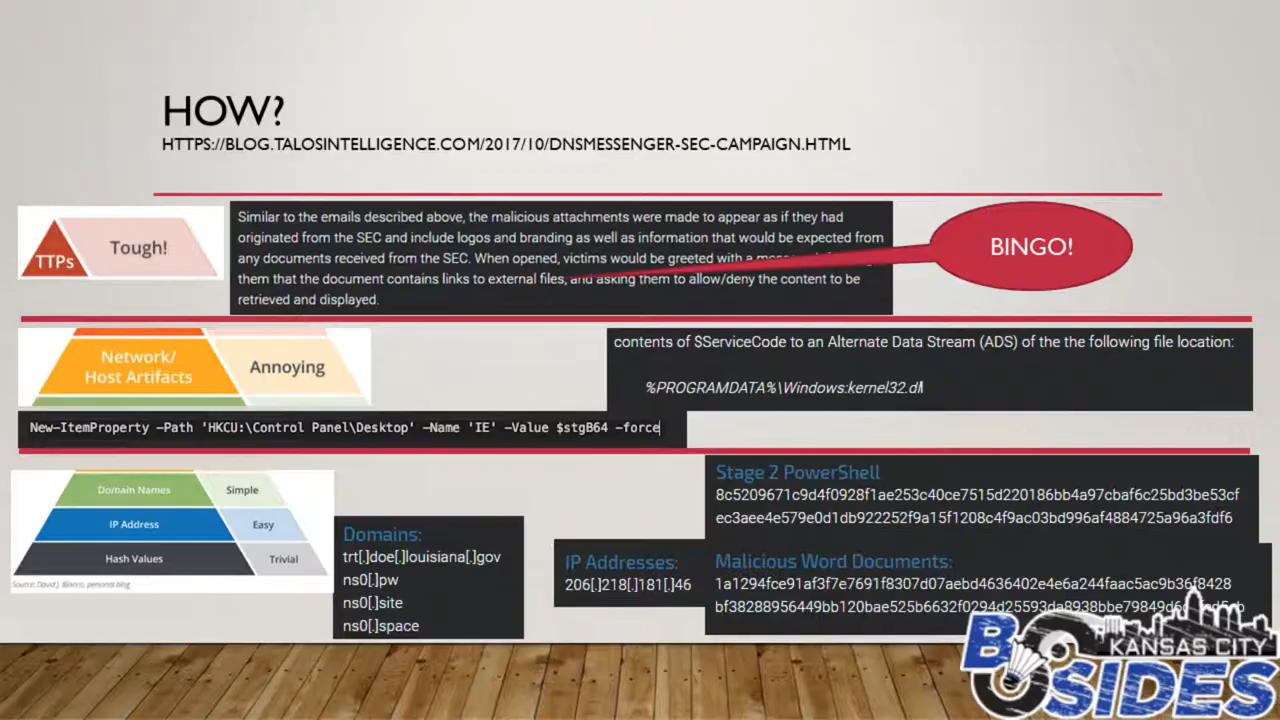 HOW?
HTTPS://BLOG.TALOSINTELLIGENCE.COM/2017/10/DNSMESSENGER-SEC-CAMPAIGN.HTML
TTPs
Tough!
Similar to the emails described above, the malicious attachments were made to appear as if they had
originated from the SEC and include logos and branding as well as information that would be expected from
any documents received from the SEC. When opened, victims would be greeted with a
them that the document contains links to external files, and asking them to allow/deny the content to be
retrieved and displayed.
BINGO!
Network/
Host Artifacts
Annoying
contents of $ServiceCode to an Alternate Data Stream (ADS) of the the following file location:
%PROGRAMDATA%\Windows:kernel32.dll
New-ItemProperty -Path 'HKCU:\Control Panel\Desktop' -Name 'IE' -Value $stgB64 -force
Domain Names
Simple
IP Address
Easy
Hash Values
Trivial
Source: David J. Bianco, personal blog
Domains:
trt[.]doe[.]louisiana[.]gov
ns0[.]pw
ns0[.]site
ns0[.]space
IP Addresses:
206[.]218[.]181[.]46
Stage 2 PowerShell
8c5209671c9d4f0928f1ae253c40ce7515d220186bb4a97cbaf6c25bd3be53cf
ec3aee4e579e0d1db922252f9a15f1208c4f9ac03bd996af4884725a96a3fdf6
Malicious Word Documents:
1a1294fce91af3f7e7691f8307d07aebd4636402e4e6a244faac5ac9b36f8428
KANSAS CITY
BSIDES